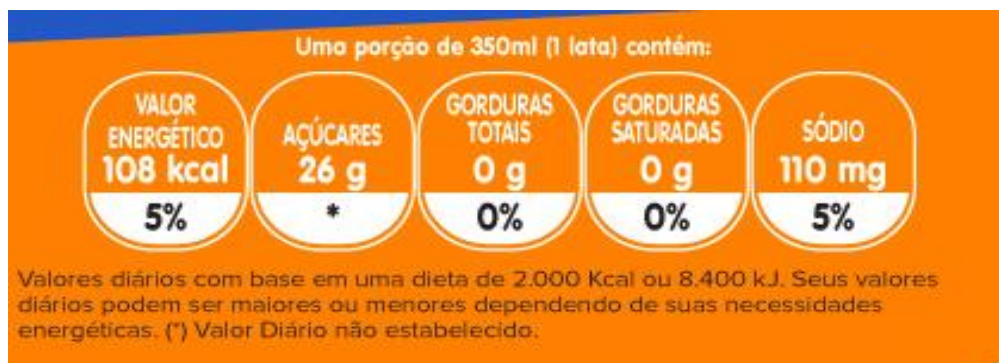 Uma porção de 350ml (1 lata) contém:
VALOR
ENERGÉTICO
108 kcal
5%
AÇÚCARES
26 g
*
GORDURAS
TOTAIS
0 g
0%
GORDURAS
SATURADAS
0 g
0%
SÓDIO
110 mg
5%
Valores diários com base em uma dieta de 2.000 Kcal ou 8.400 kJ. Seus valores
diários podem ser maiores ou menores dependendo de suas necessidades
energéticas. (*) Valor Diário não estabelecido.